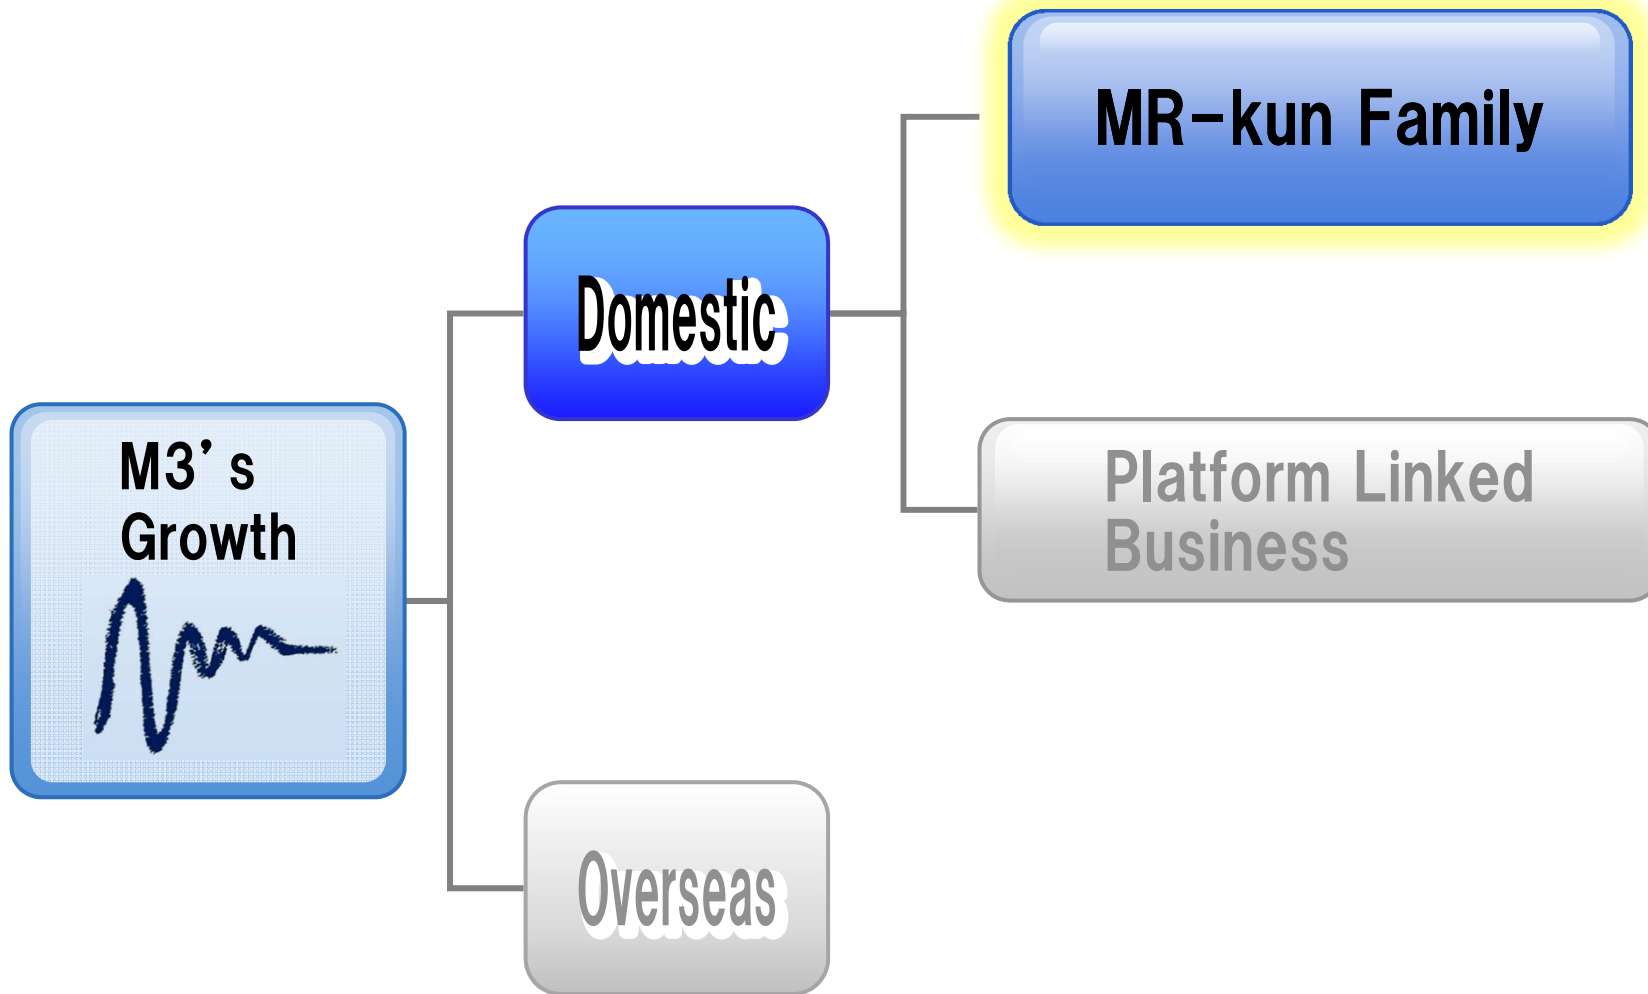 MR-kun Family
Domestic
M3's
Growth
Platform Linked
Business
Overseas